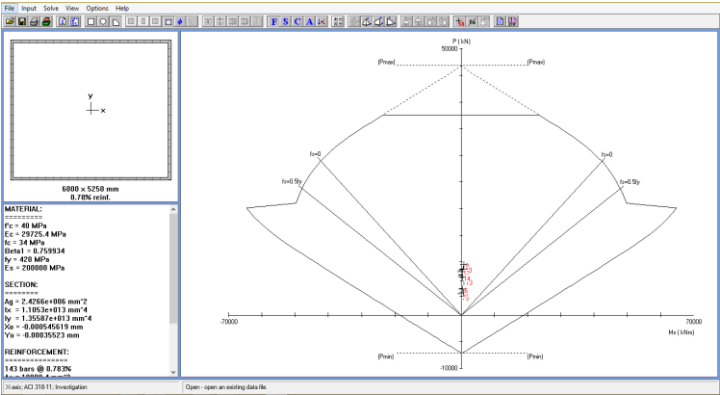 File Input Solve View Options Help
F S C A
y
x
6000 x 5250 mm
0.78% reinf.
MATERIAL:
=========
f'c = 40 MPa
Ec = 29725.4 MPa
fc = 34 MPa
Beta1 = 0.759934
fy = 420 MPa
Es = 200000 MPa
SECTION:
========
Ag = 2.4266e+006 mm^2
Ix = 1.1053e+013 mm^4
Iy = 1.35587e+013 mm^4
Xo = -0.000545619 mm
Yo = -0.00035523 mm
REINFORCEMENT:
==============
143 bars @ 0.783%
P ( kN)
50000
(Pmax)
(Pmax)
fs=0
fs=0
fs=0.5fy
fs=0.5fy
-70000
70000
Mx ( kNm)
(Pmin)
(Pmin)
-10000
X-axis; ACI 318-11; Investigation
Open - open an existing data file.